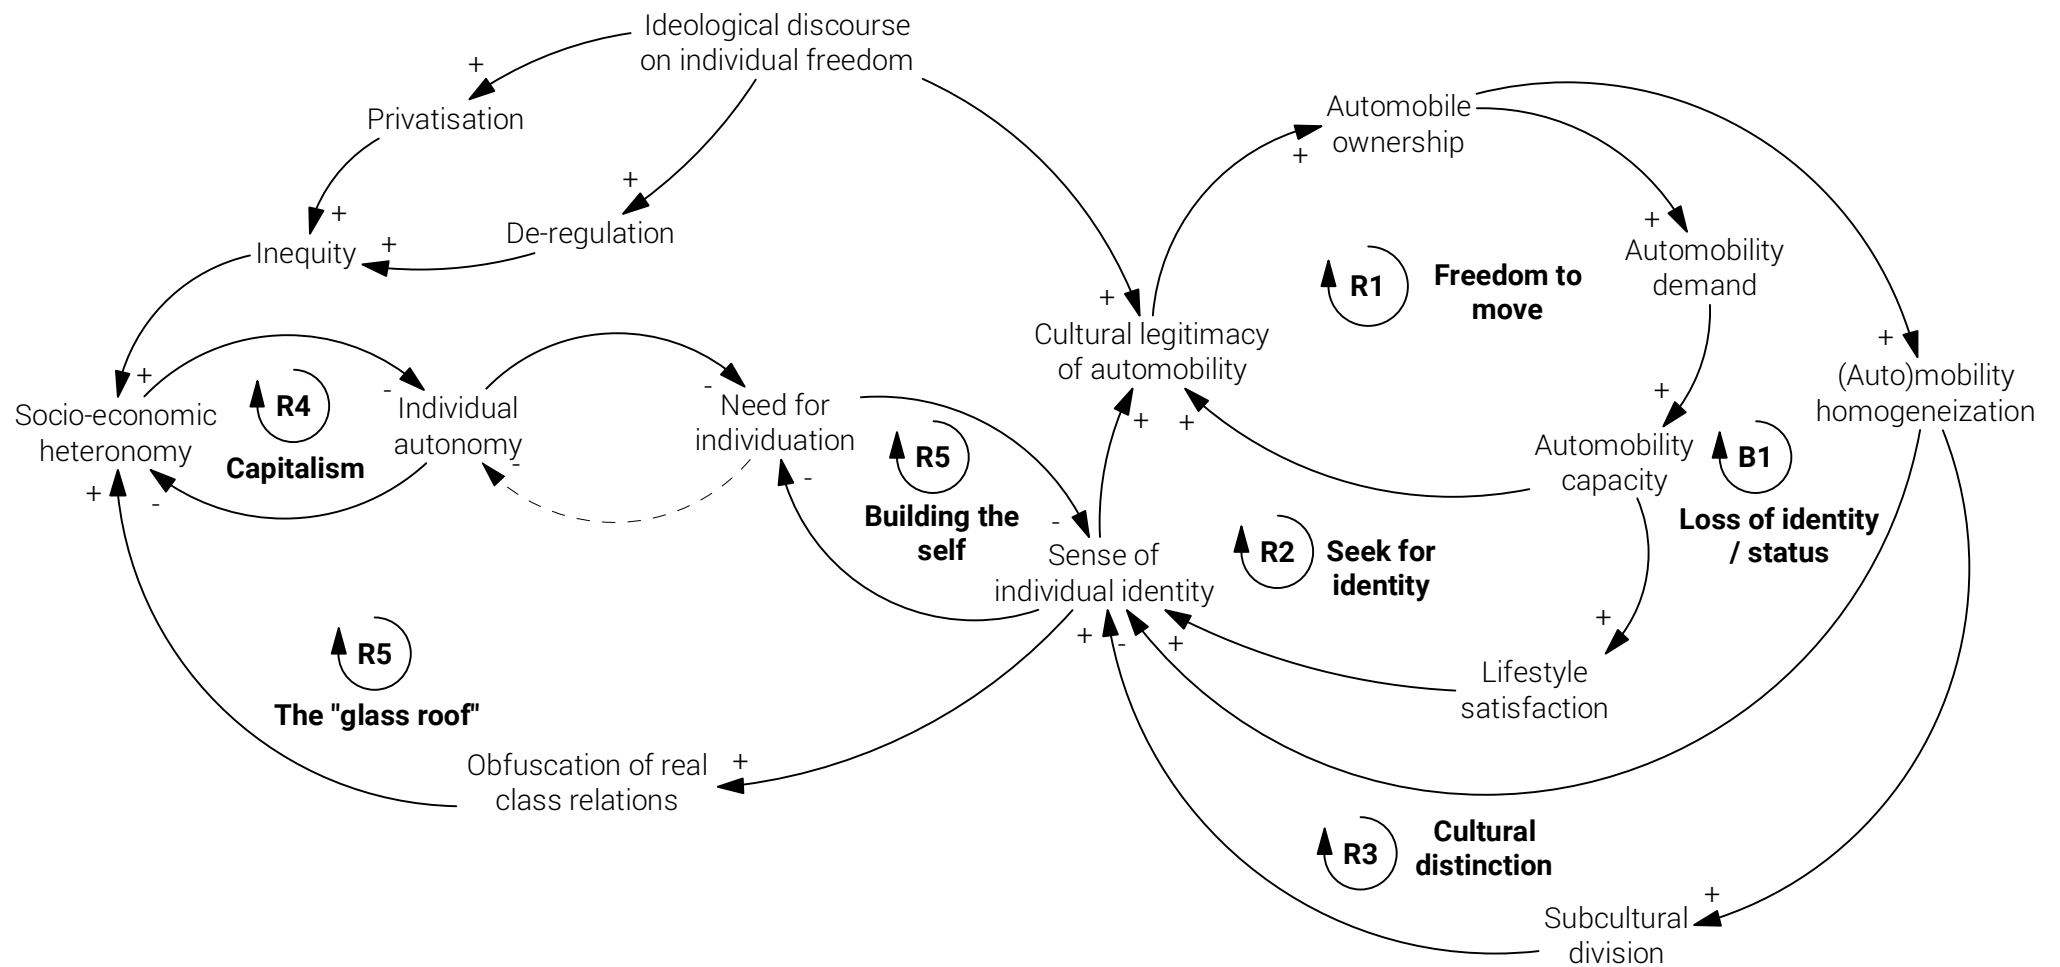 Ideological discourse
on individual freedom
+
Privatisation
+
De-regulation
+
+
Inequity
+
Socio-economic
heteronomy
+
-
R4
Capitalism
-
Individual
autonomy
-
-
Need for
individuation
-
R5
Building the
self
-
Sense of
individual identity
+
-
+
+
Cultural legitimacy
of automobility
+
+
+
Automobile
ownership
R1
Freedom to
move
+
Automobility
demand
+
Automobility
capacity
+
(Auto)mobility
homogeneization
B1
Loss of identity
/ status
R2
Seek for
identity
+
Lifestyle
satisfaction
R5
The "glass roof"
+
Obfuscation of real
class relations
R3
Cultural
distinction
+
Subcultural
division